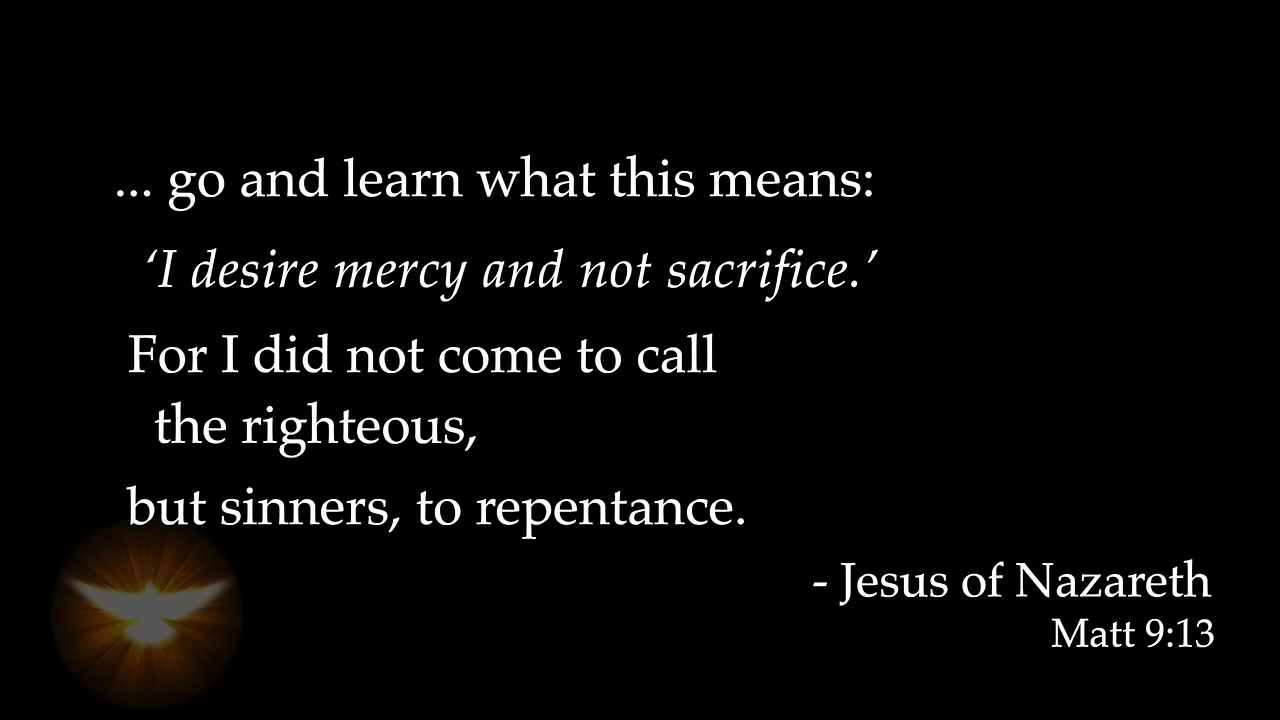 ... go and learn what this means:
‘I desire mercy and not sacrifice.’
For I did not come to call
the righteous,
but sinners, to repentance.
- Jesus of Nazareth
Matt 9:13